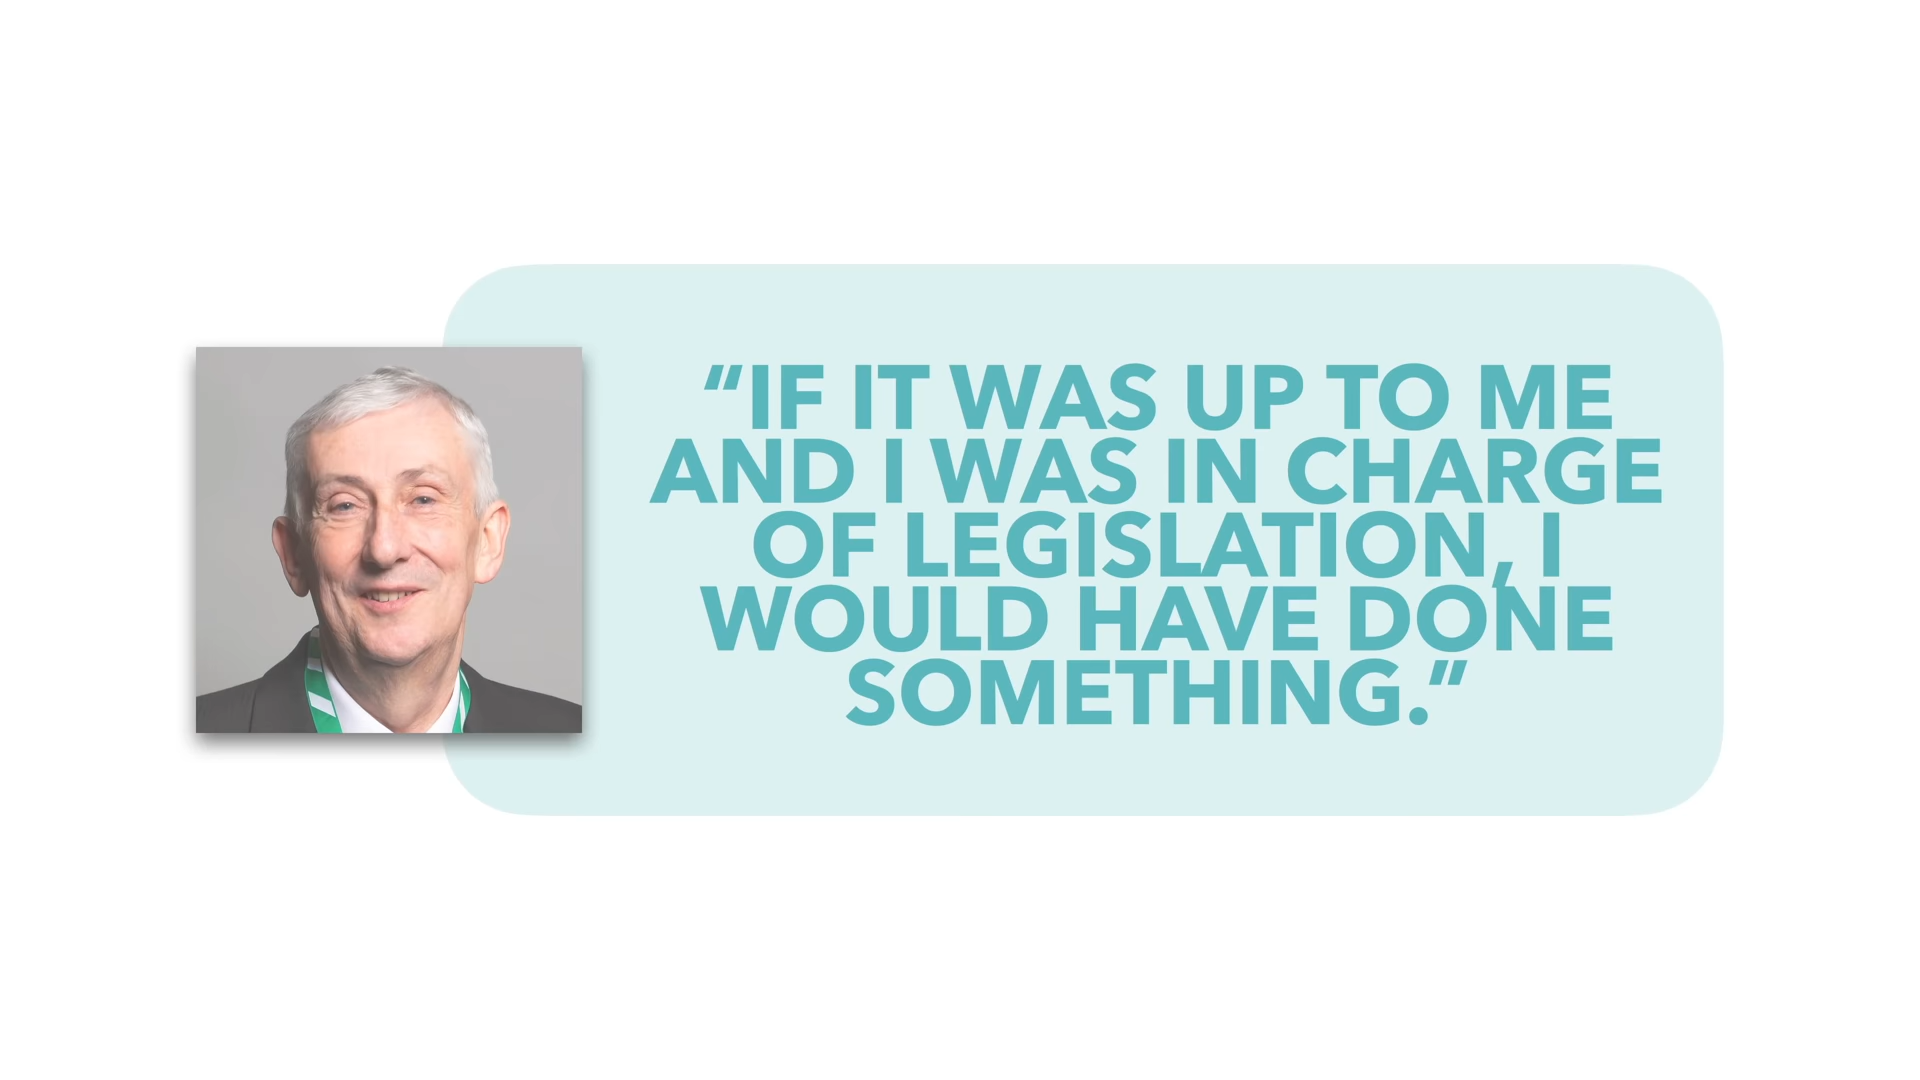 “IF IT WAS UP TO ME
AND I WAS IN CHARGE
OF LEGISLATION, I
WOULD HAVE DONE
SOMETHING.”